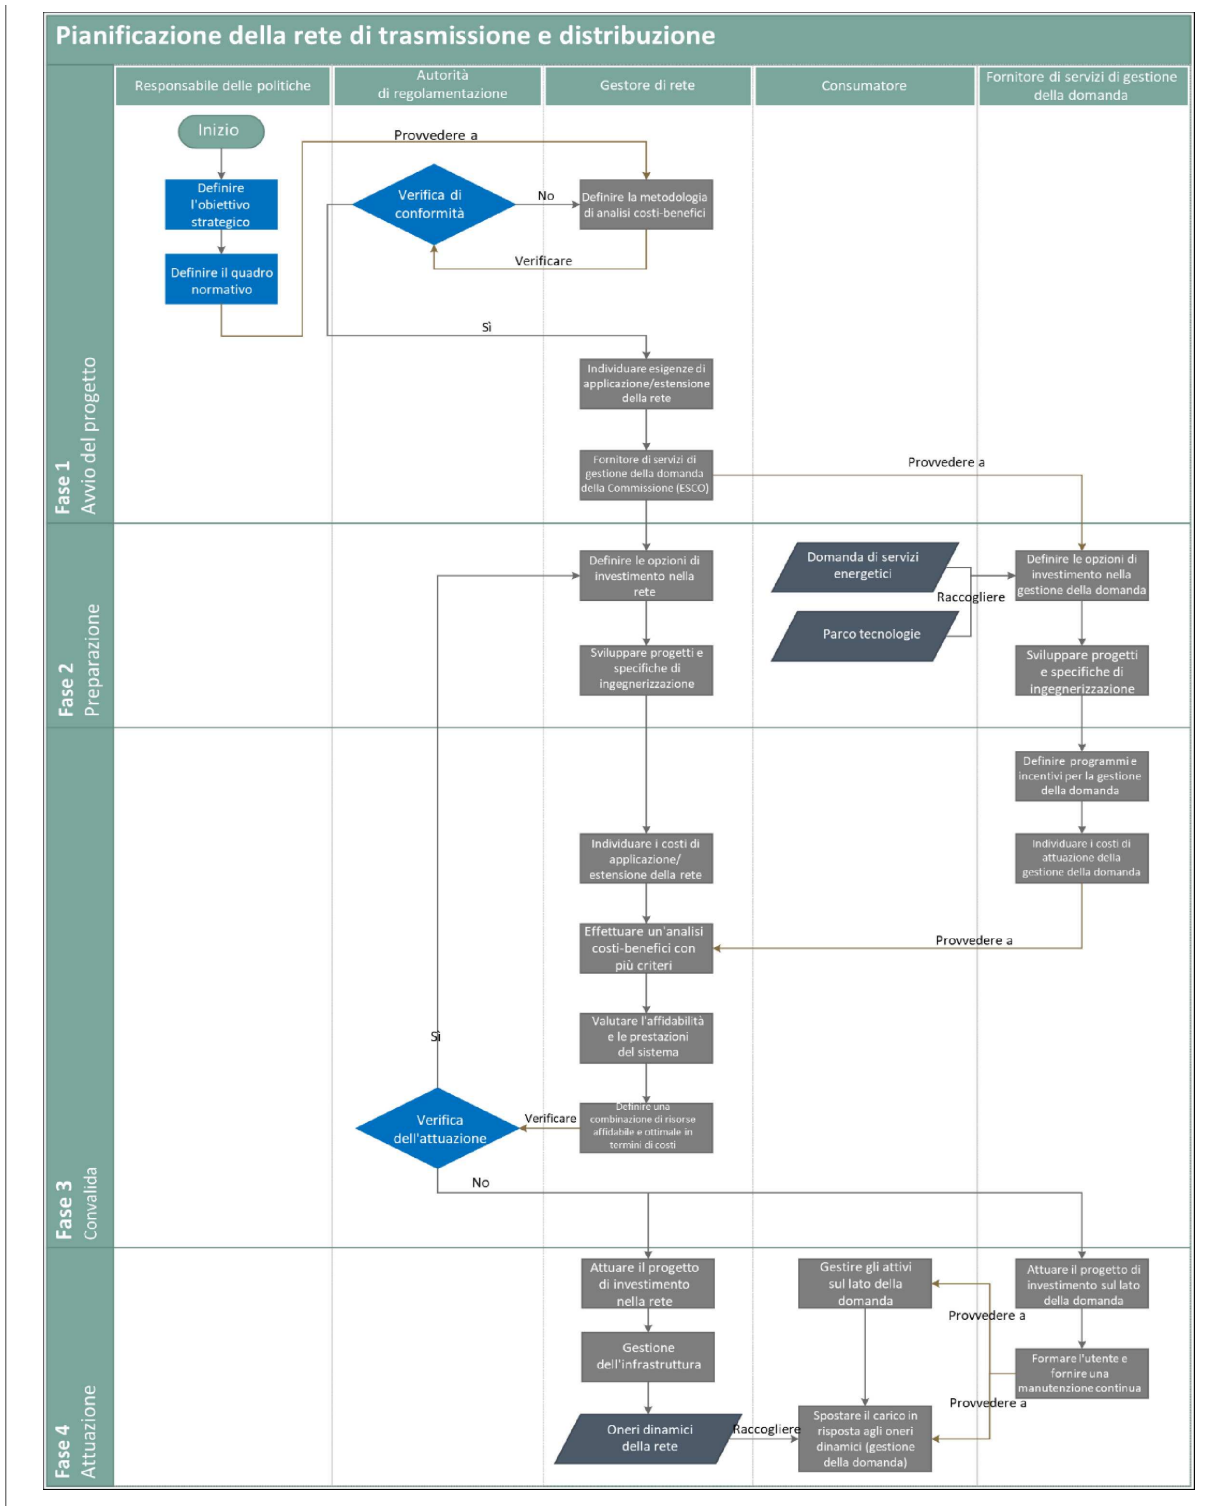 Pianificazione della rete di trasmissione e distribuzione
Responsabile delle politiche
Autorità
di regolamentazione
Gestore di rete
Consumatore
Fornitore di servizi di gestione
della domanda
Fase 1
Avvio del progetto
Inizio
Provvedere a
Definire
l'obiettivo
strategico
Verifica di
conformità
No
Definire la metodologia
di analisi costi-benefici
Verificare
Definire il quadro
normativo
Sì
Individuare esigenze di
applicazione/estensione
della rete
Fornitore di servizi di
gestione della domanda
della Commissione (ESCO)
Provvedere a
Fase 2
Preparazione
Definire le opzioni di
investimento nella
rete
Domanda di servizi
energetici
Raccogliere
Parco tecnologie
Definire le opzioni di
investimento nella
gestione della domanda
Sviluppare progetti e
specifiche di
ingegnerizzazione
Sviluppare progetti
e specifiche di
ingegnerizzazione
Fase 3
Convalida
Definire programmi e
incentivi per la gestione
della domanda
Individuare i costi di
applicazione/
estensione della rete
Individuare i costi di
attuazione della
gestione della domanda
Effettuare un'analisi
costi-benefici con
più criteri
Provvedere a
Valutare l'affidabilità
e le prestazioni
del sistema
Sì
Verifica
dell'attuazione
Verificare
Definire una
combinazione di risorse
affidabile e ottimale in
termini di costi
No
Fase 4
Attuazione
Attuare il progetto
di investimento
nella rete
Gestire gli attivi
sul lato della
domanda
Attuare il progetto di
investimento sul lato
della domanda
Provvedere a
Gestione
dell'infrastruttura
Formare l'utente e
fornire una
manutenzione continua
Provvedere a
Oneri dinamici
della rete
Raccogliere
Spostare il carico in
risposta agli oneri
dinamici (gestione
della domanda)